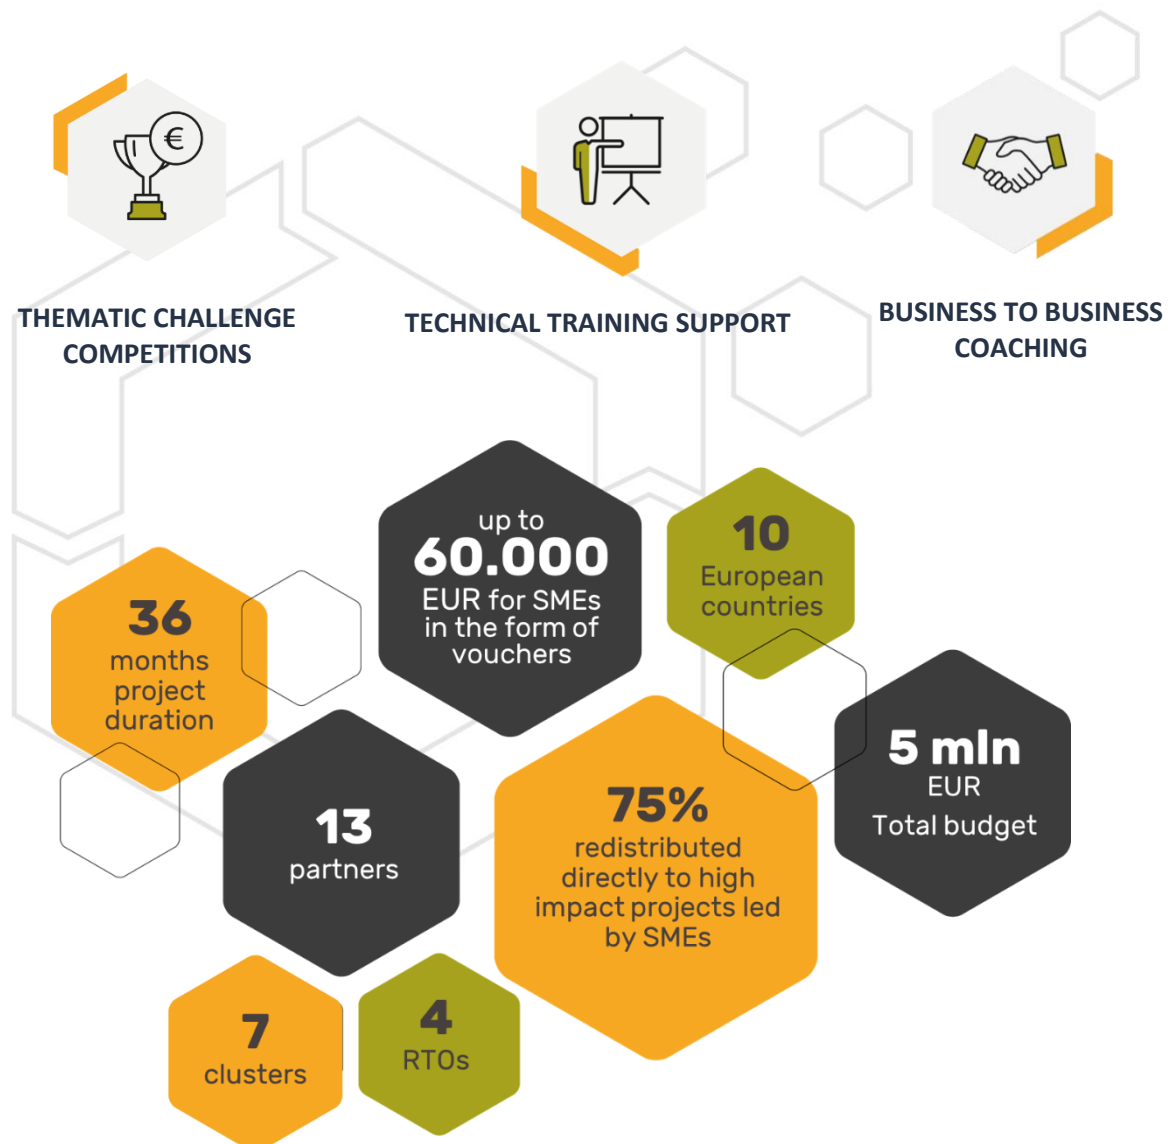 €
THEMATIC CHALLENGE
COMPETITIONS
TECHNICAL TRAINING SUPPORT
BUSINESS TO BUSINESS
COACHING
up to
60.000
EUR for SMEs
in the form of
vouchers
10
European
countries
36
months
project
duration
5 mln
EUR
Total budget
13
partners
75%
redistributed
directly to high
impact projects led
by SMEs
7
clusters
4
RTOs